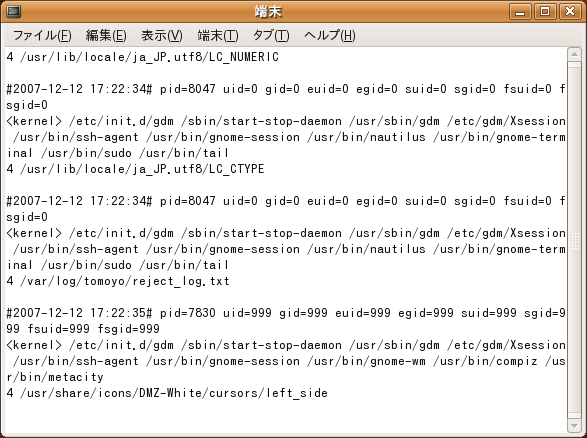 端末
ファイル(F) 編集(E) 表示(V) 端末(T) タブ(T) ヘルプ(H)
4 /usr/lib/locale/ja_JP.utf8/LC_NUMERIC
#2007-12-12 17:22:34# pid=8047 uid=0 gid=0 euid=0 egid=0 suid=0 sgid=0 fsuid=0 f
sgid=0
<kernel> /etc/init.d/gdm /sbin/start-stop-daemon /usr/sbin/gdm /etc/gdm/Xsession
/usr/bin/ssh-agent /usr/bin/gnome-session /usr/bin/nautilus /usr/bin/gnome-term
inal /usr/bin/sudo /usr/bin/tail
4 /usr/lib/locale/ja_JP.utf8/LC_CTYPE
#2007-12-12 17:22:34# pid=8047 uid=0 gid=0 euid=0 egid=0 suid=0 sgid=0 fsuid=0 f
sgid=0
<kernel> /etc/init.d/gdm /sbin/start-stop-daemon /usr/sbin/gdm /etc/gdm/Xsession
/usr/bin/ssh-agent /usr/bin/gnome-session /usr/bin/nautilus /usr/bin/gnome-term
inal /usr/bin/sudo /usr/bin/tail
4 /var/log/tomoyo/reject_log.txt
#2007-12-12 17:22:35# pid=7830 uid=999 gid=999 euid=999 egid=999 suid=999 sgid=9
99 fsuid=999 fsgid=999
<kernel> /etc/init.d/gdm /sbin/start-stop-daemon /usr/sbin/gdm /etc/gdm/Xsession
/usr/bin/ssh-agent /usr/bin/gnome-session /usr/bin/gnome-wm /usr/bin/compiz /us
r/bin/metacity
4 /usr/share/icons/DMZ-White/cursors/left_side